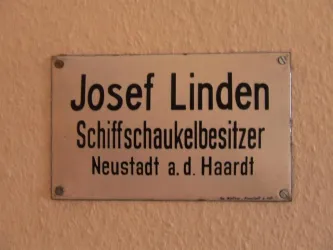 Josef Linden
Schiffschaukelbesitzer
Neustadt a.d. Haardt